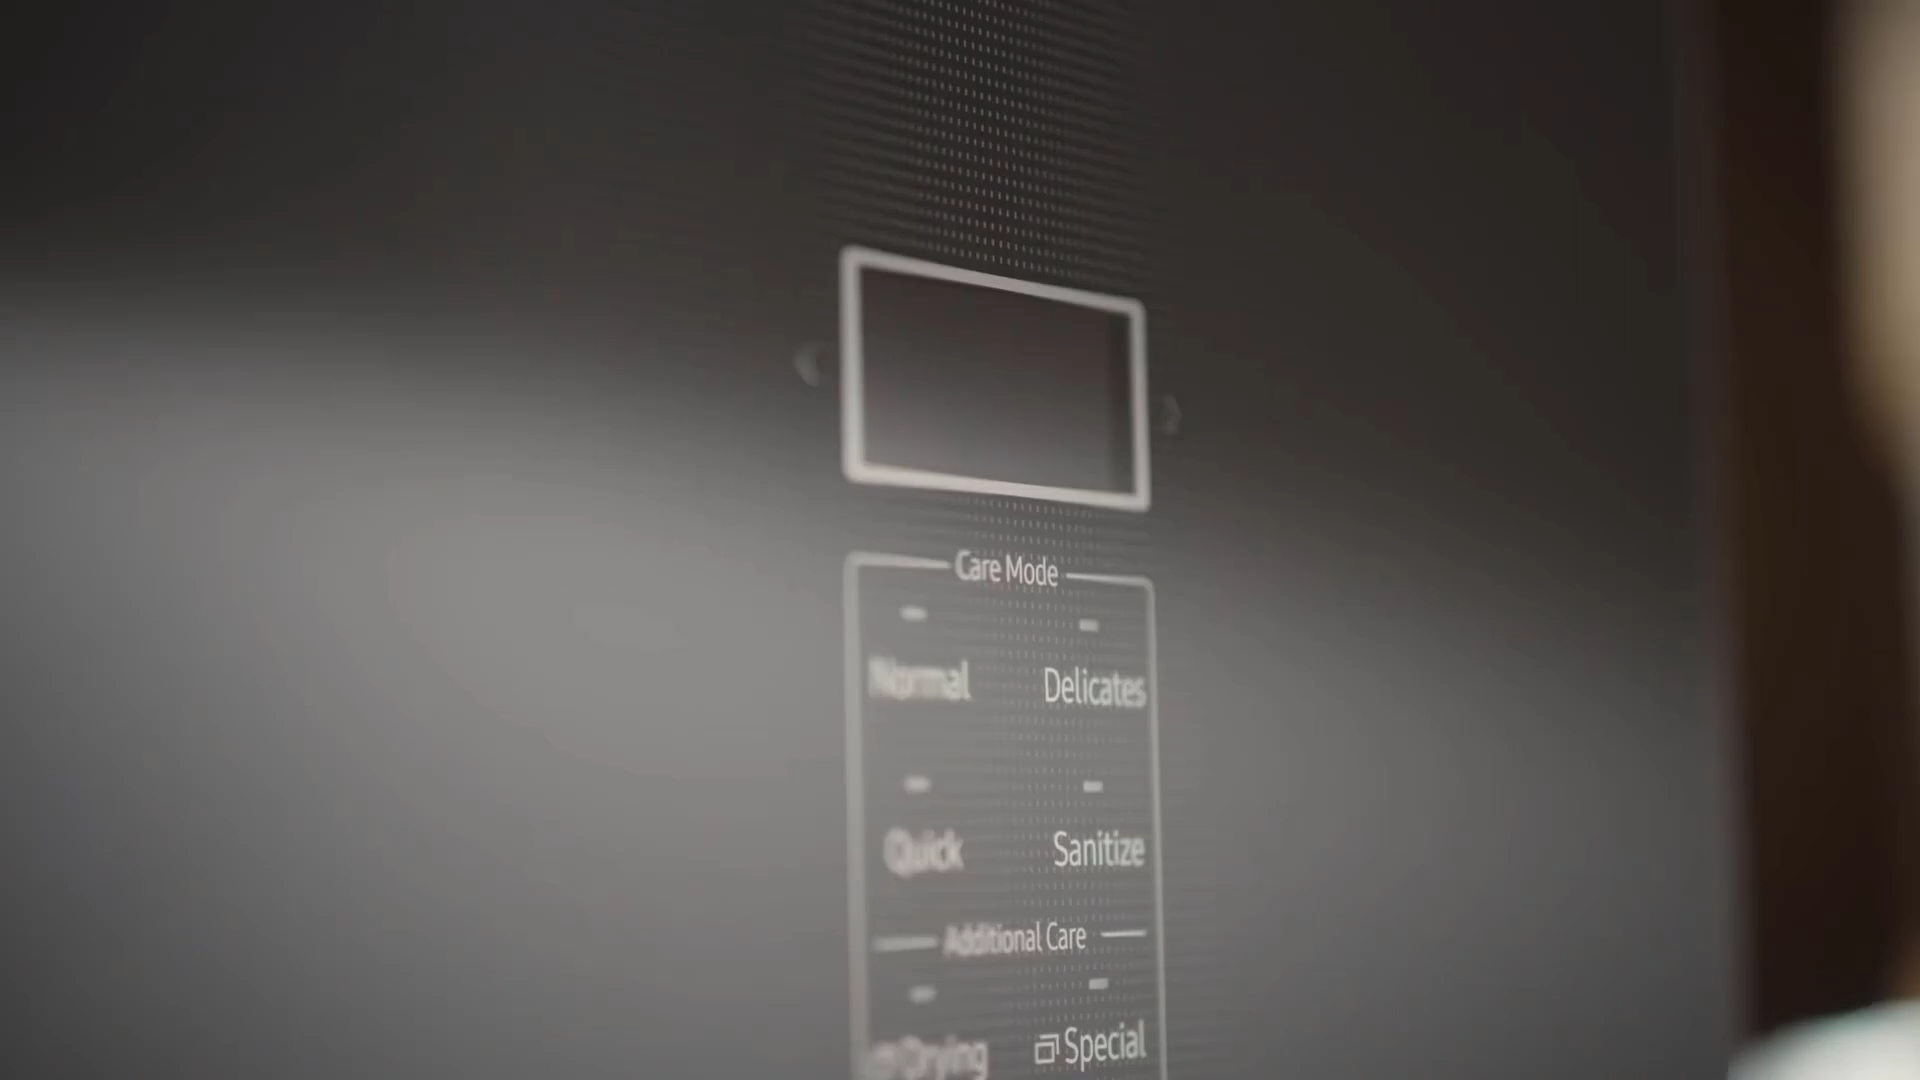 Care Mode
Normal Delicates
Quick Sanitize
Additional Care
Drying Special